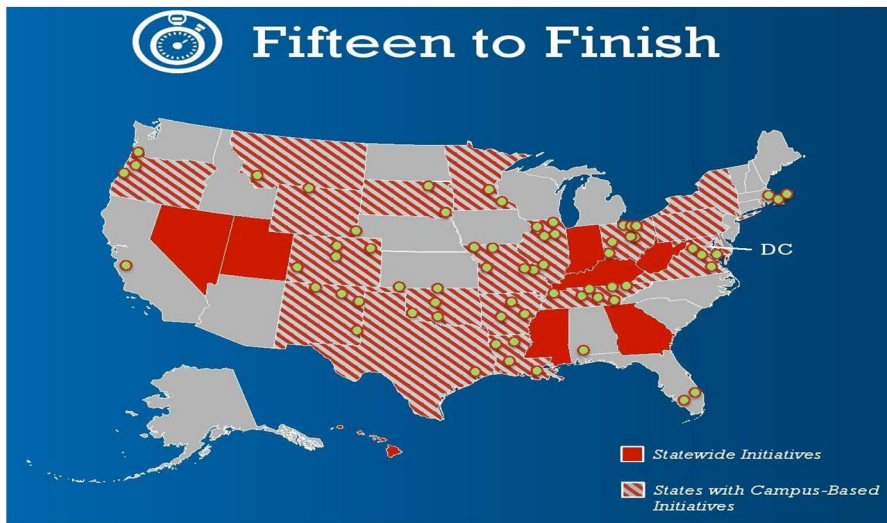 Fifteen to Finish
DC
Statewide Initiatives
States with Campus-Based
Initiatives